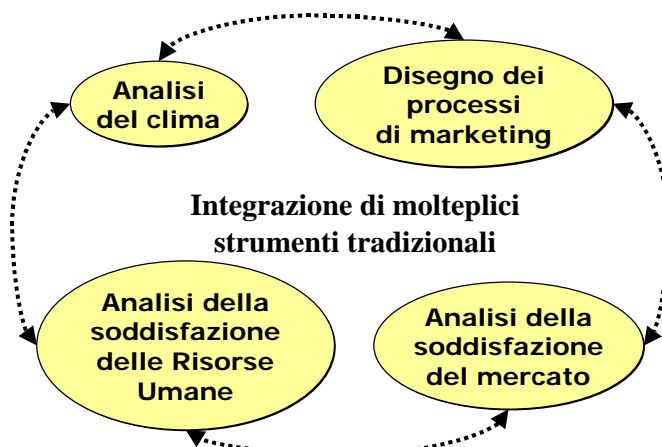 Analisi
del clima
Disegno dei
processi
di marketing
Integrazione di molteplici
strumenti tradizionali
Analisi della
soddisfazione
delle Risorse
Umane
Analisi della
soddisfazione
del mercato